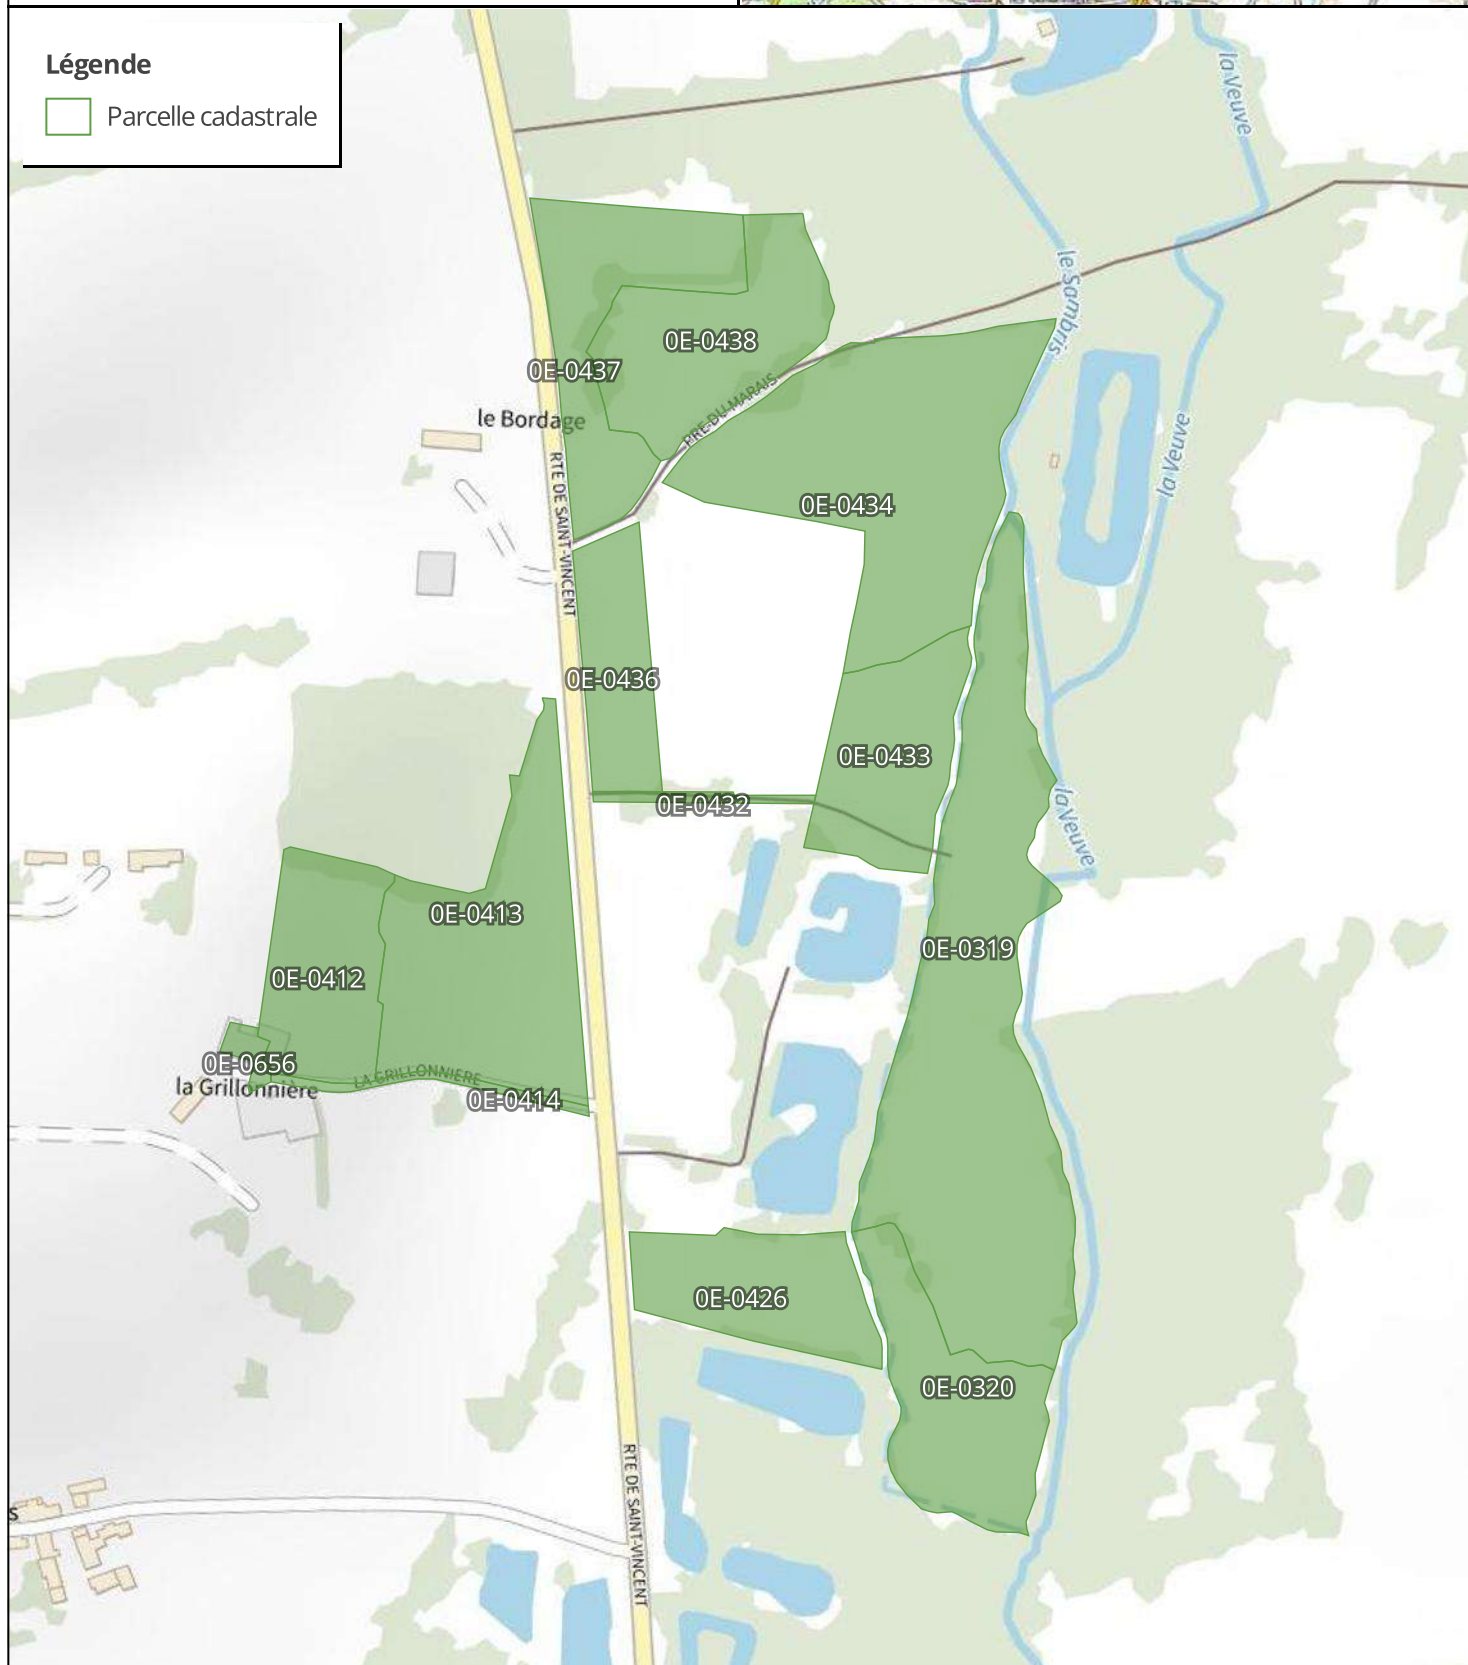 Légende
Parcelle cadastrale
la Veuve
le Sambris
0E-0438
0E-0437
PRE-DU-MARAIS
le Bordage
la Veuve
RTE DE SAINT-VINCENT
0E-0434
0E-0436
0E-0433
0E-0432
la Veuve
0E-0413
0E-0319
0E-0412
0E-0656
LA GRILLONNIERE
la Grillonnière
0E-0414
0E-0426
0E-0320
RTE DE SAINT-VINCENT
s